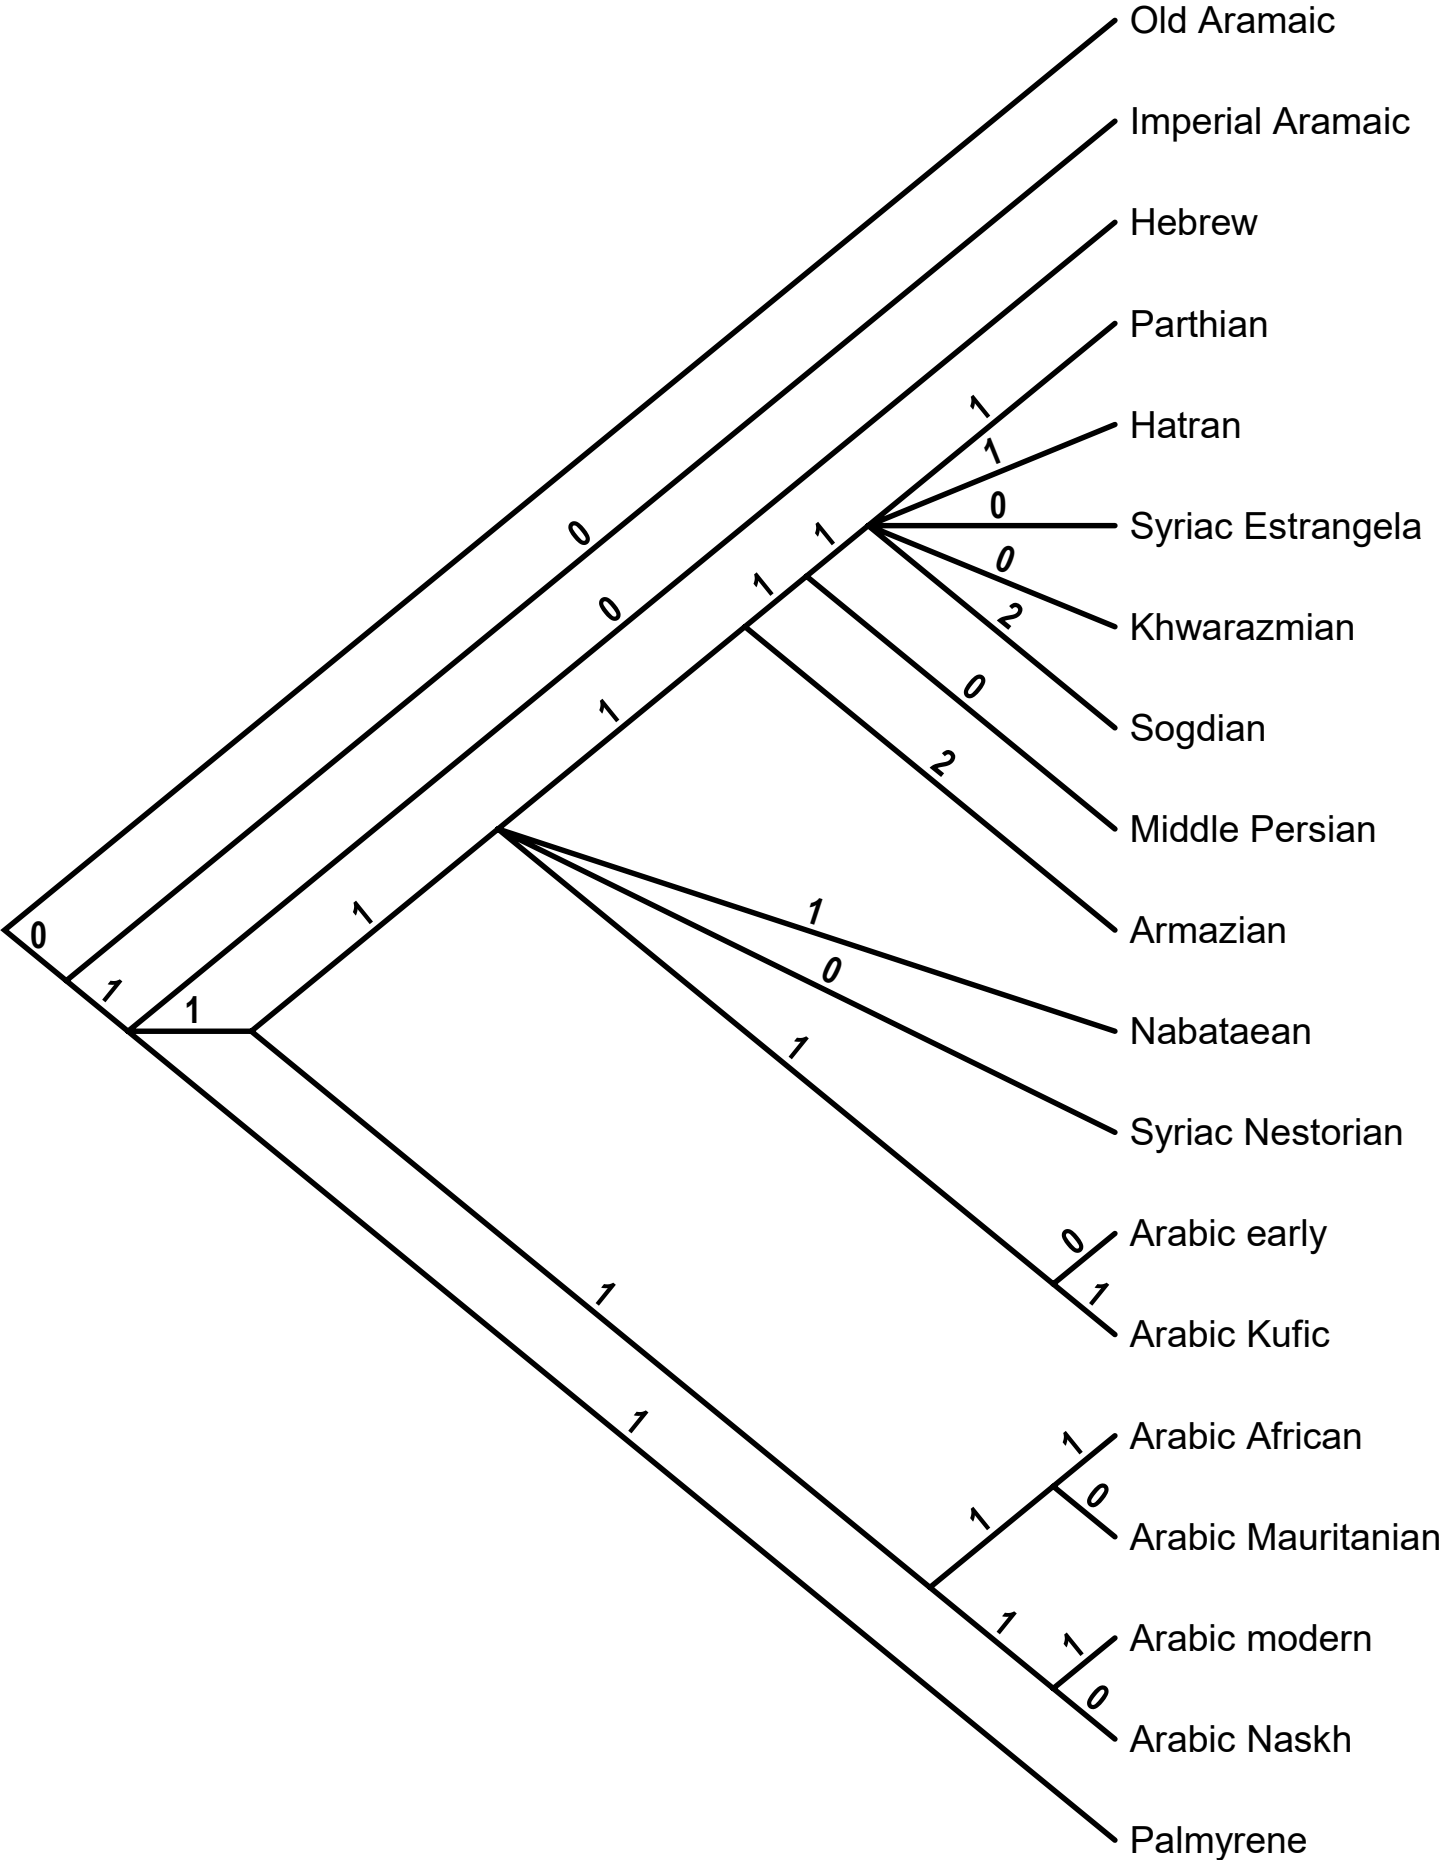 Old Aramaic
Imperial Aramaic
Hebrew
Parthian
1
Hatran
1
0
Syriac Estrangela
0
1
0
1
0
2
Khwarazmian
Sogdian
0
1
2
Middle Persian
1
1
Armazian
0
0
1
1
Nabataean
1
Syriac Nestorian
0
Arabic early
1
1
Arabic Kufic
1
1
Arabic African
0
1
Arabic Mauritanian
1
1
Arabic modern
0
Arabic Naskh
Palmyrene